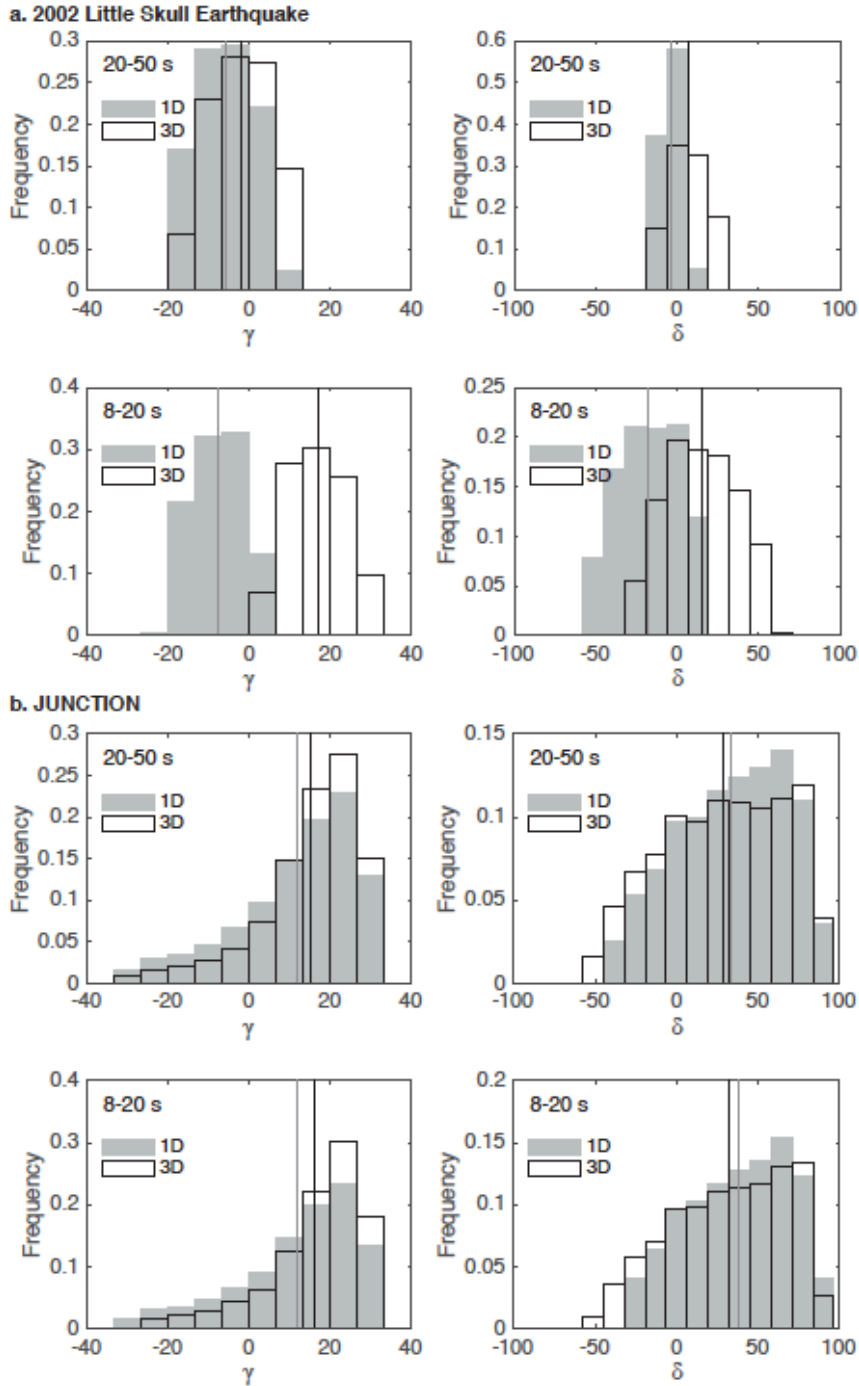 a. 2002 Little Skull Earthquake
0.3
0.25
0.2
0.15
0.1
0.05
0
Frequency
20-50 s
1D
3D
-40 -20 0 20 40
γ
0.6
0.5
0.4
0.3
0.2
0.1
0
Frequency
20-50 s
1D
3D
-100 -50 0 50 100
δ
0.4
0.3
0.2
0.1
0
Frequency
8-20 s
1D
3D
-40 -20 0 20 40
γ
0.25
0.2
0.15
0.1
0.05
0
Frequency
8-20 s
1D
3D
-100 -50 0 50 100
δ
b. JUNCTION
0.3
0.25
0.2
0.15
0.1
0.05
0
Frequency
20-50 s
1D
3D
-40 -20 0 20 40
γ
0.15
0.1
0.05
0
Frequency
20-50 s
1D
3D
-100 -50 0 50 100
δ
0.4
0.3
0.2
0.1
0
Frequency
8-20 s
1D
3D
-40 -20 0 20 40
γ
0.2
0.15
0.1
0.05
0
Frequency
8-20 s
1D
3D
-100 -50 0 50 100
δ